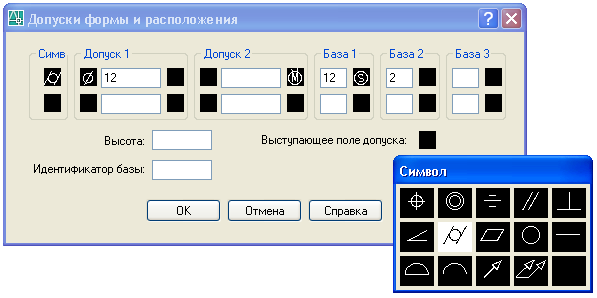 Допуски формы и расположения
Симв Допуск 1 Допуск 2 База 1 База 2 База 3
12 M 12 S 2
Высота: Выступающее поле допуска:
Идентификатор базы:
OK Отмена Справка
Символ